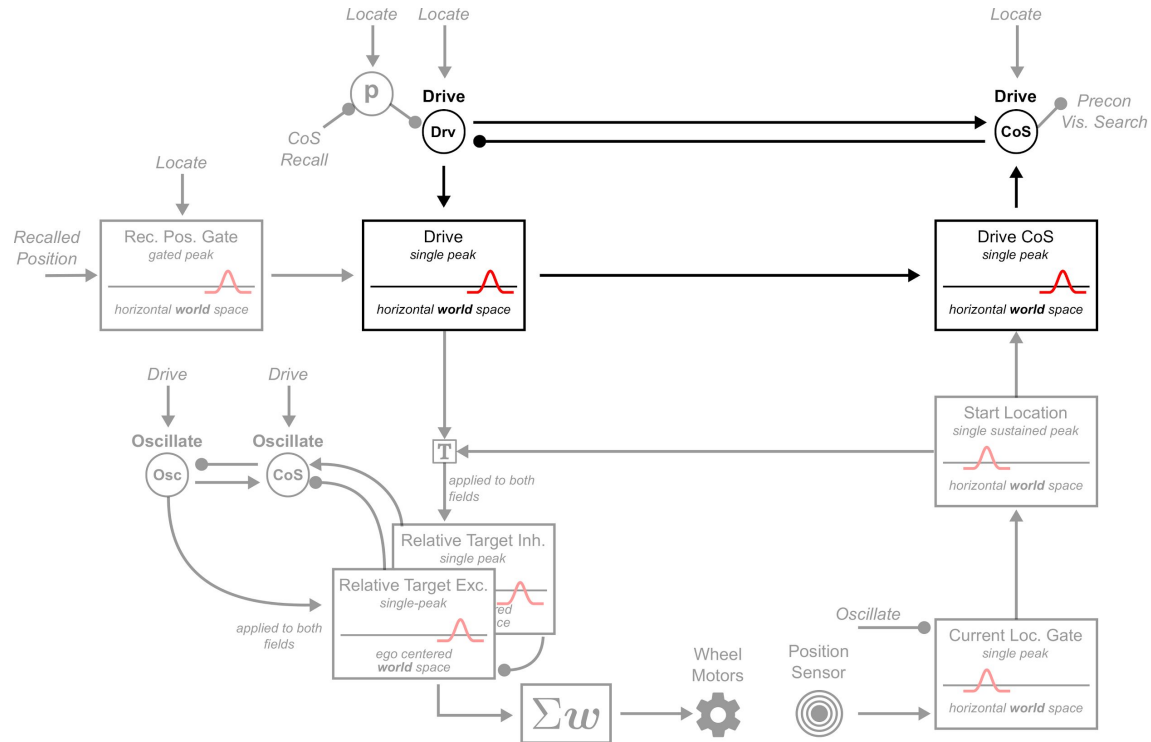 Locate
Locate
Locate
p
Drive
Drv
Drive
CoS
Precon
Vis. Search
CoS
Recall
Locate
Recalled
Position
Rec. Pos. Gate
gated peak
horizontal world space
Drive
single peak
horizontal world space
Drive CoS
single peak
horizontal world space
Drive
Drive
Oscillate
Oscillate
Osc
CoS
T
applied to both
fields
Start Location
single sustained peak
horizontal world space
Relative Target Inh.
single peak
Relative Target Exc.
single-peak
ego centered
world space
applied to both
fields
Oscillate
Current Loc. Gate
single peak
horizontal world space
Wheel
Motors
Position
Sensor
Σw